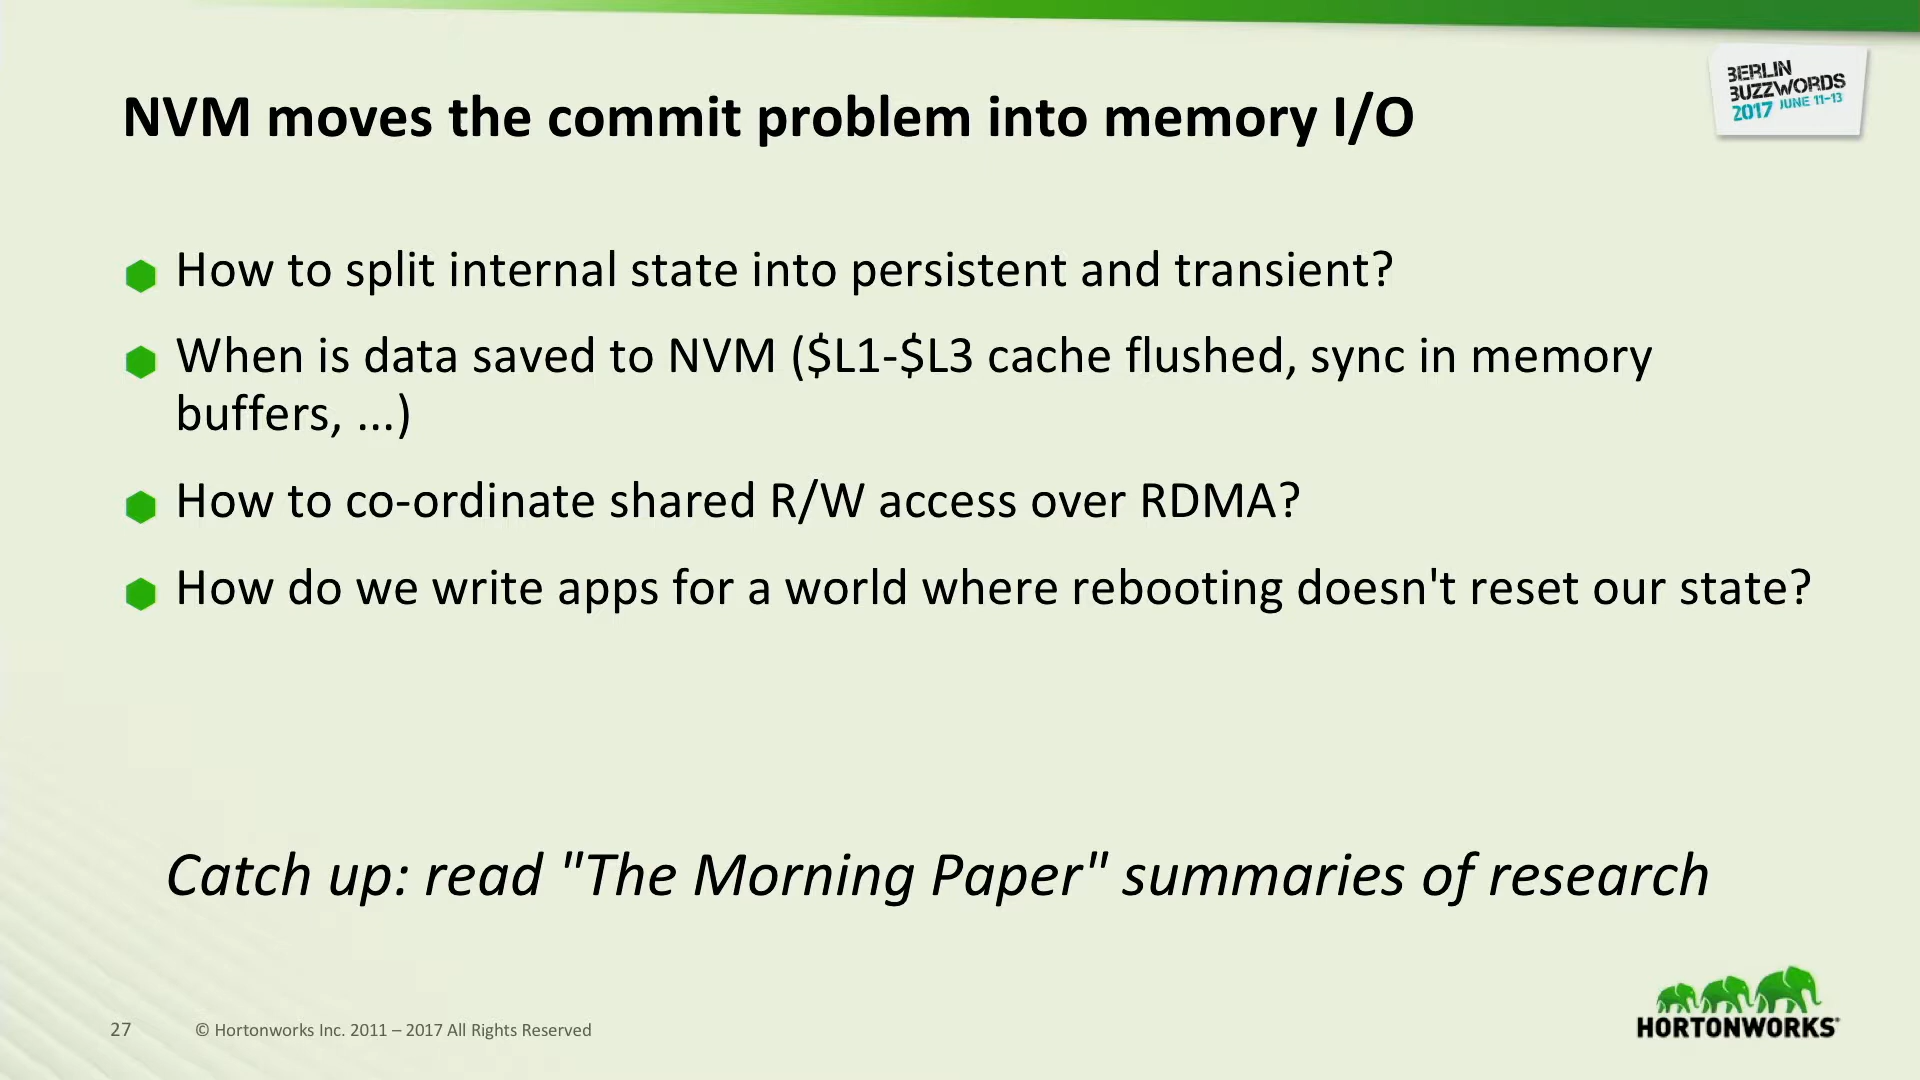 BERLIN
BUZZWORDS
2017 JUNE 11-13
NVM moves the commit problem into memory I/O
How to split internal state into persistent and transient?
When is data saved to NVM ($L1-$L3 cache flushed, sync in memory
buffers, ...)
How to co-ordinate shared R/W access over RDMA?
How do we write apps for a world where rebooting doesn't reset our state?
Catch up: read "The Morning Paper" summaries of research
27
© Hortonworks Inc. 2011 – 2017 All Rights Reserved
HORTONWORKS